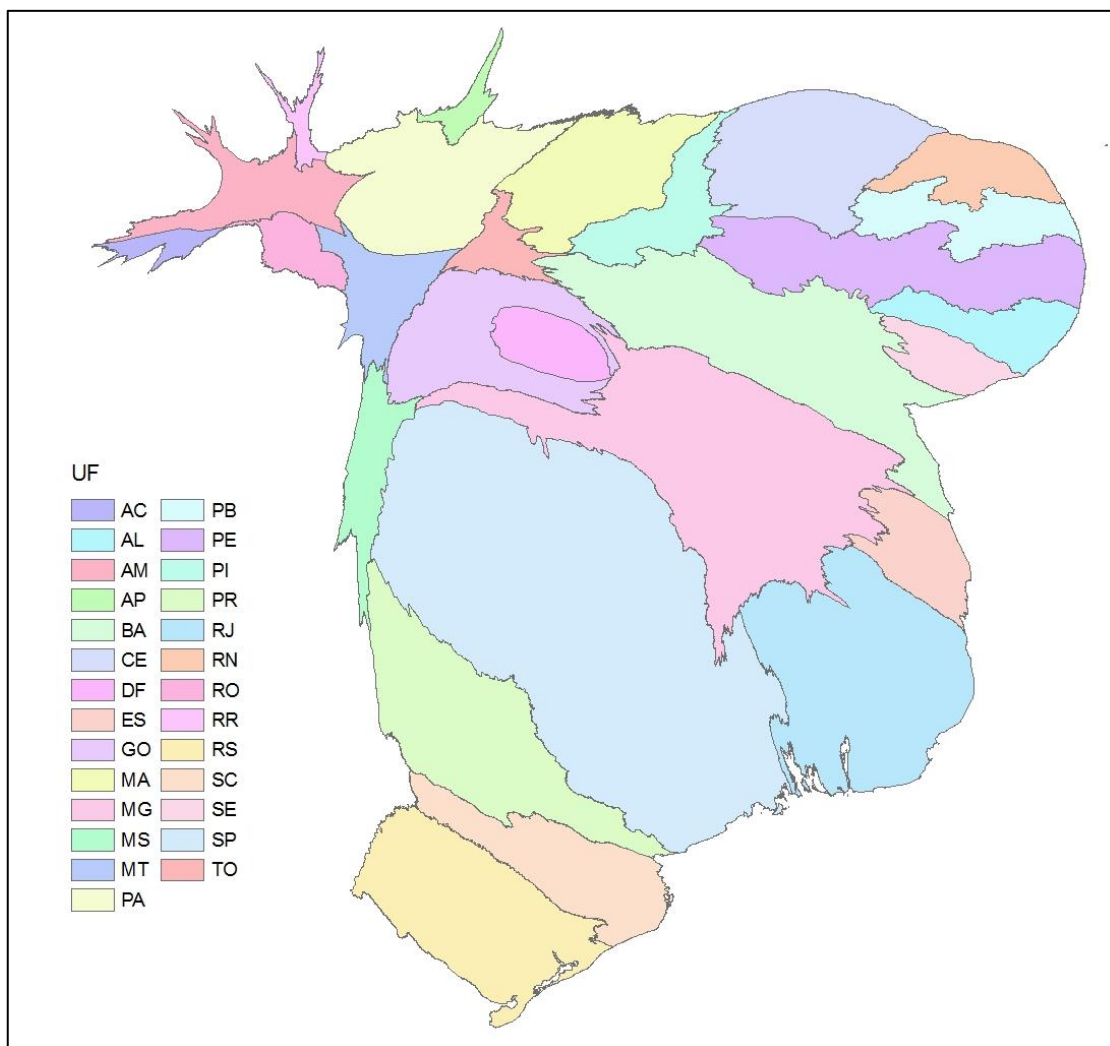 UF
AC PB
AL PE
AM PI
AP PR
BA RJ
CE RN
DF RO
ES RR
GO RS
MA SC
MG SE
MS SP
MT TO
PA